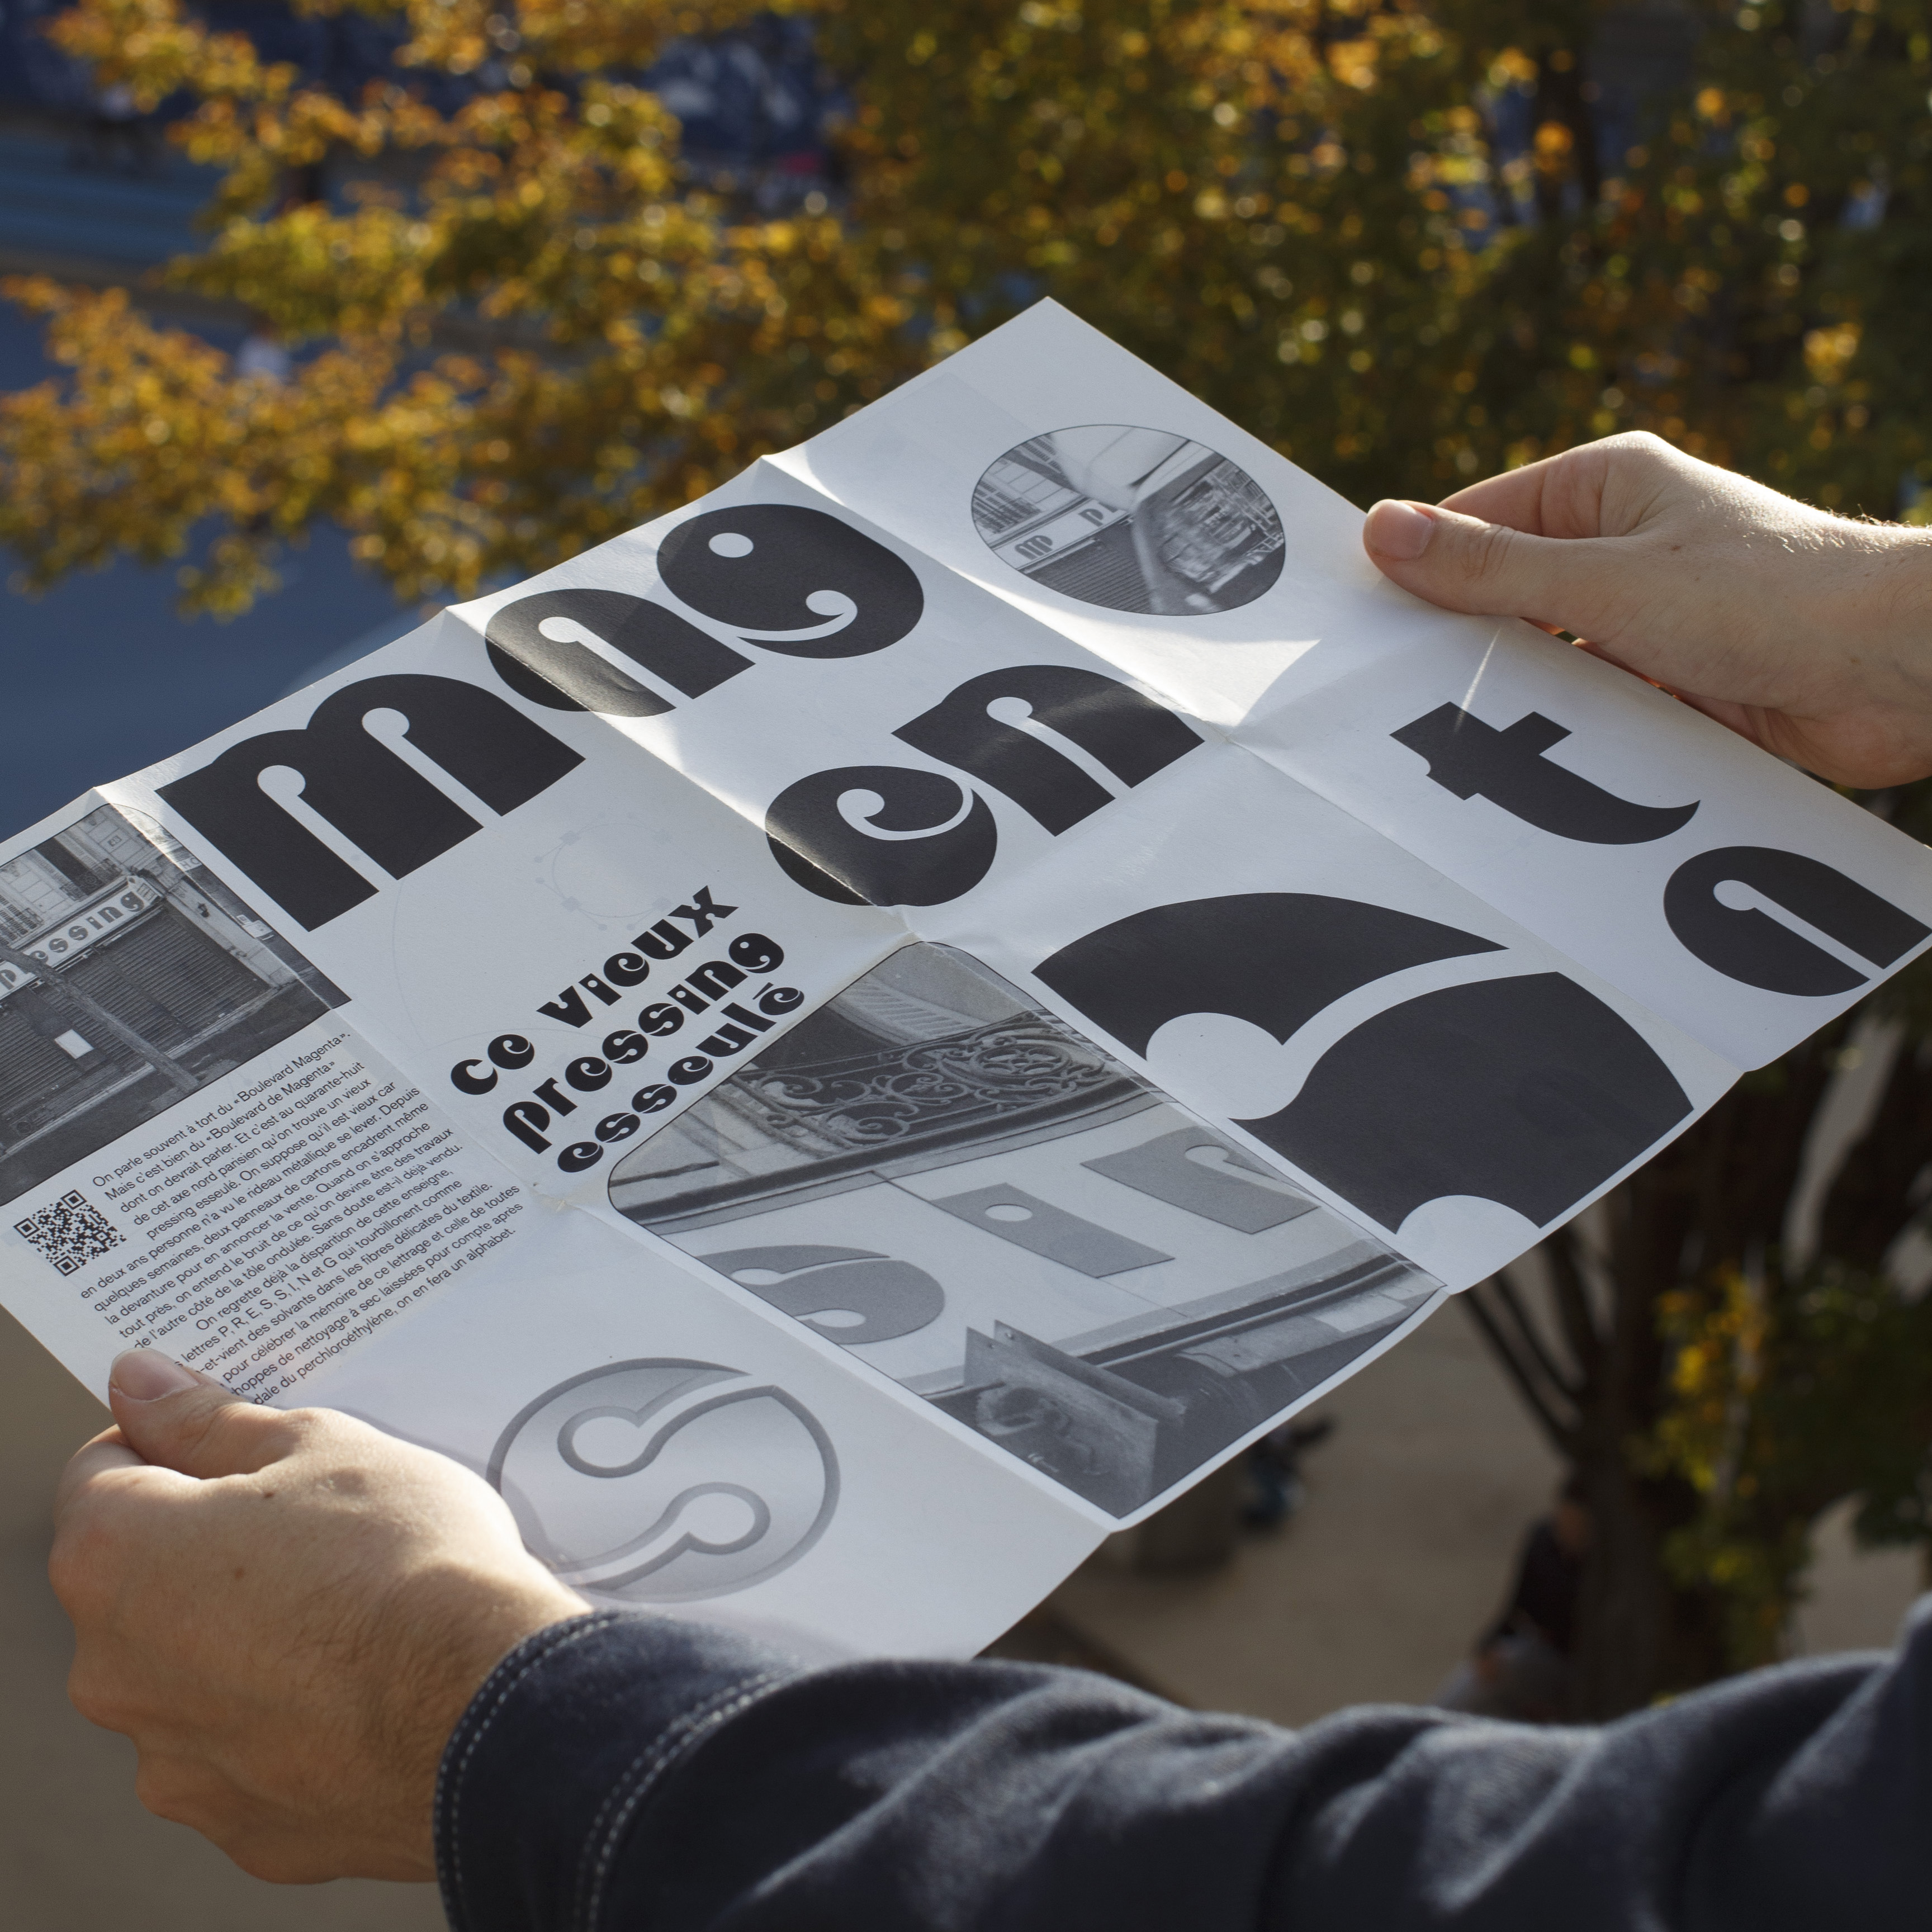 mag
en
ta
pressing
ce vieux
pressing
esseulé
On parle souvent à tort du «Boulevard Magenta».
Mais c'est bien du «Boulevard de Magenta»
dont on devrait parler. Et c'est au quarante-huit
de cet axe nord parisien qu'on trouve un vieux
pressing esseulé. On suppose qu'il est vieux car
en deux ans personne n'a vu le rideau métallique se lever. Depuis
quelques semaines, deux panneaux de cartons encadrent même
la devanture pour en annoncer la vente. Quand on s'approche
tout près, on entend le bruit de ce qu'on devine être des travaux
de l'autre côté de la tôle ondulée. Sans doute est-il déjà vendu.
On regrette déjà la disparition de cette enseigne,
lettres P, R, E, S, S, I, N et G qui tourbillonent comme
-et-vient des solvants dans les fibres délicates du textile.
pour célébrer la mémoire de ce lettrage et celle de toutes
hoppes de nettoyage à sec laissées pour compte après
dale du perchloroéthylène, on en fera un alphabet.
s i n
s